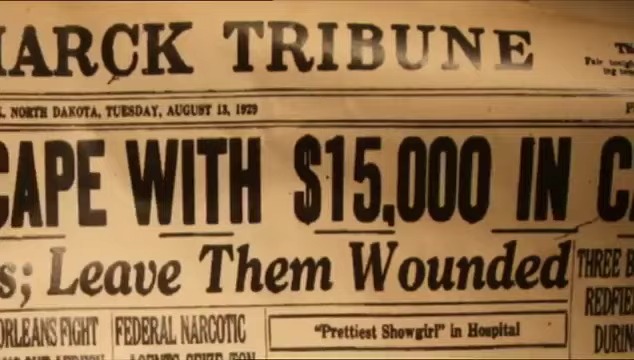 ARCK TRIBUNE
NORTH DAKOTA, TUESDAY, AUGUST 13, 1929
CAPE WITH $15,000 IN C
s; Leave Them Wounded
THREE B
REDFIE
DURIN
ORLEANS FIGHT
FEDERAL NARCOTIC
"Prettiest Showgirl" in Hospital